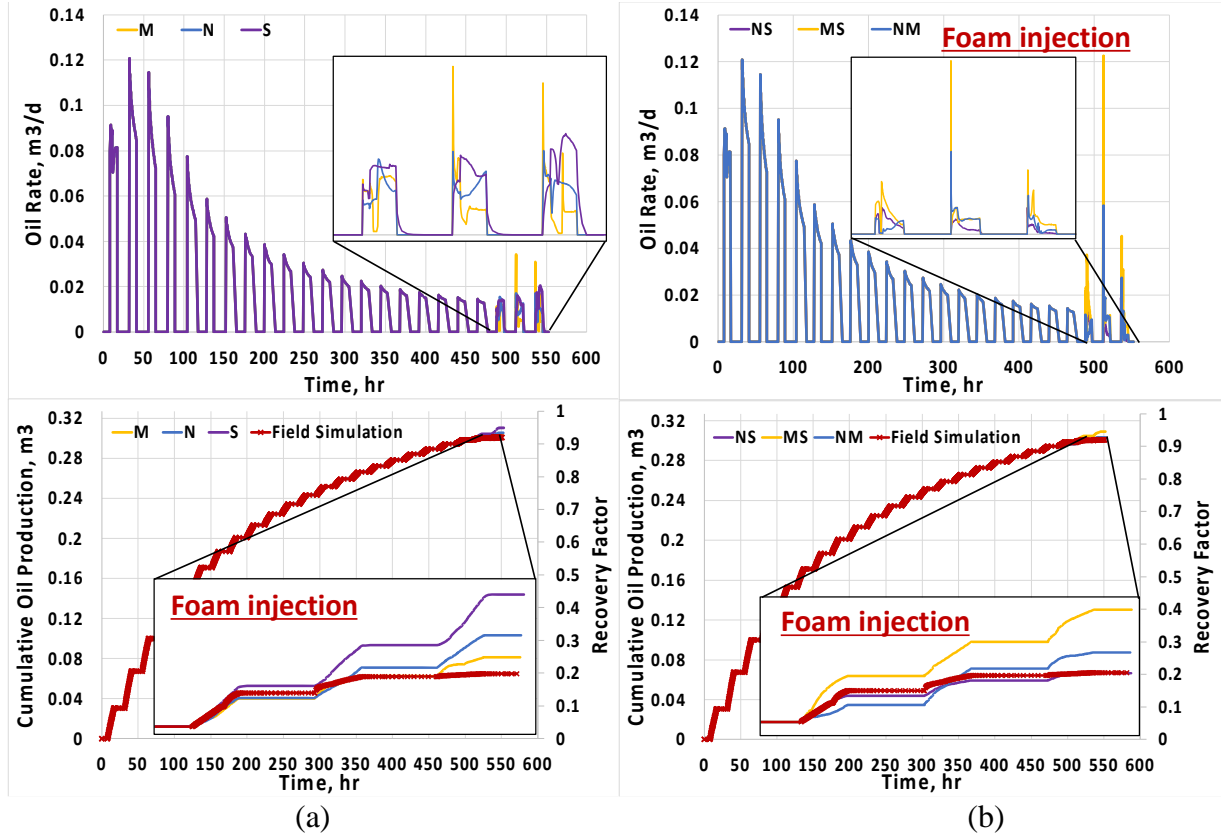 0.14
0.12
0.1
0.08
0.06
0.04
0.02
0
Oil Rate, m3/d
M N S
0 50 100 150 200 250 300 350 400 450 500 550 600
Time, hr
0.14
0.12
0.1
0.08
0.06
0.04
0.02
0
Oil Rate, m3/d
NS MS NM
Foam injection
0 100 200 300 400 500 600
Time, hr
0.32
0.28
0.24
0.2
0.16
0.12
0.08
0.04
0
Cumulative Oil Production, m3
M N S Field Simulation
Foam injection
1
0.9
0.8
0.7
0.6
0.5
0.4
0.3
0.2
0.1
0
Recovery Factor
0 50 100 150 200 250 300 350 400 450 500 550 600
Time, hr
(a)
0.32
0.28
0.24
0.2
0.16
0.12
0.08
0.04
0
Cumulative Oil Production, m3
NS MS NM Field Simulation
Foam injection
1
0.9
0.8
0.7
0.6
0.5
0.4
0.3
0.2
0.1
0
Recovery Factor
0 50 100 150 200 250 300 350 400 450 500 550 600
Time, hr
(b)